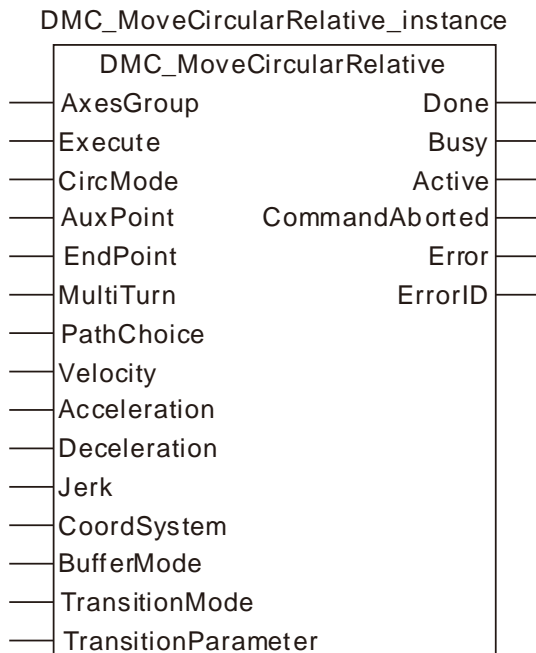 DMC_MoveCircularRelative_instance
DMC_MoveCircularRelative
AxesGroup Done
Execute Busy
CircMode Active
AuxPoint CommandAborted
EndPoint Error
MultiTurn ErrorID
PathChoice
Velocity
Acceleration
Deceleration
Jerk
CoordSystem
BufferMode
TransitionMode
TransitionParameter